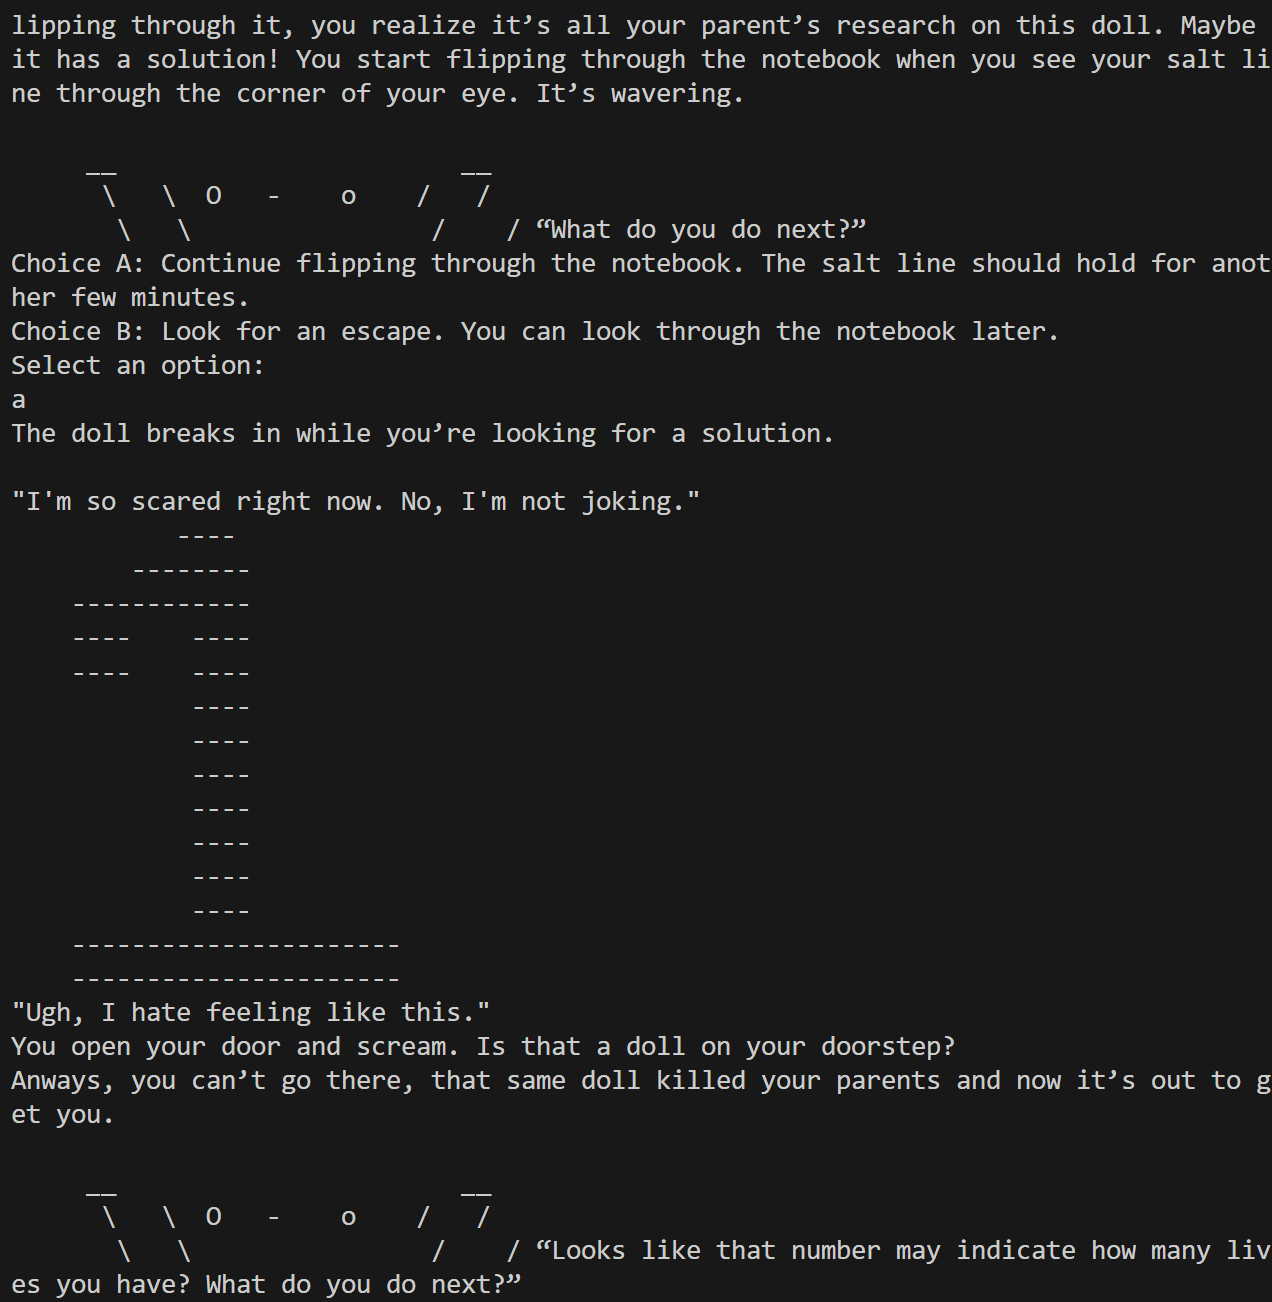 lipping through it, you realize it’s all your parent’s research on this doll. Maybe
it has a solution! You start flipping through the notebook when you see your salt li
ne through the corner of your eye. It’s wavering.
     __                       __
      \   \  O   -    o    /   /
       \   \                /    / “What do you do next?”
Choice A: Continue flipping through the notebook. The salt line should hold for anot
her few minutes.
Choice B: Look for an escape. You can look through the notebook later.
Select an option:
a
The doll breaks in while you’re looking for a solution.
"I'm so scared right now. No, I'm not joking."
           ----
        --------
    ------------
    ----    ----
    ----    ----
            ----
            ----
            ----
            ----
            ----
            ----
            ----
    ----------------------
    ----------------------
"Ugh, I hate feeling like this."
You open your door and scream. Is that a doll on your doorstep?
Anways, you can’t go there, that same doll killed your parents and now it’s out to g
et you.
     __                       __
      \   \  O   -    o    /   /
       \   \                /    / “Looks like that number may indicate how many liv
es you have? What do you do next?”